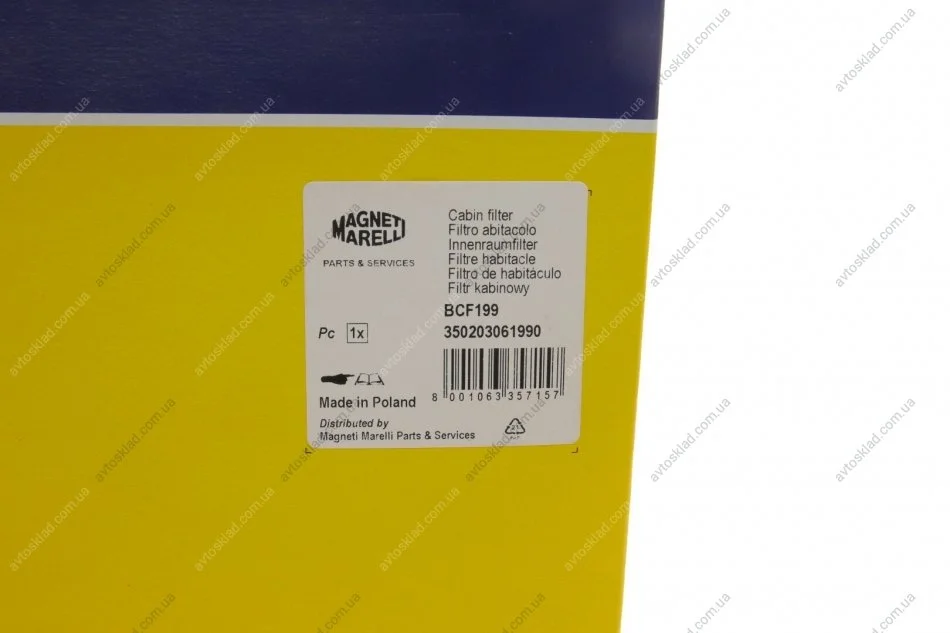 MAGNETI
MARELLI
PARTS & SERVICES
Cabin filter
Filtro abitacolo
Innenraumfilter
Filtre habitacle
Filtro de habitáculo
Filtr kabinowy
BCF199
350203061990
Pc 1x
8 001063 357157
Made in Poland
Distributed by
Magneti Marelli Parts & Services
21
avtosklad.com.ua